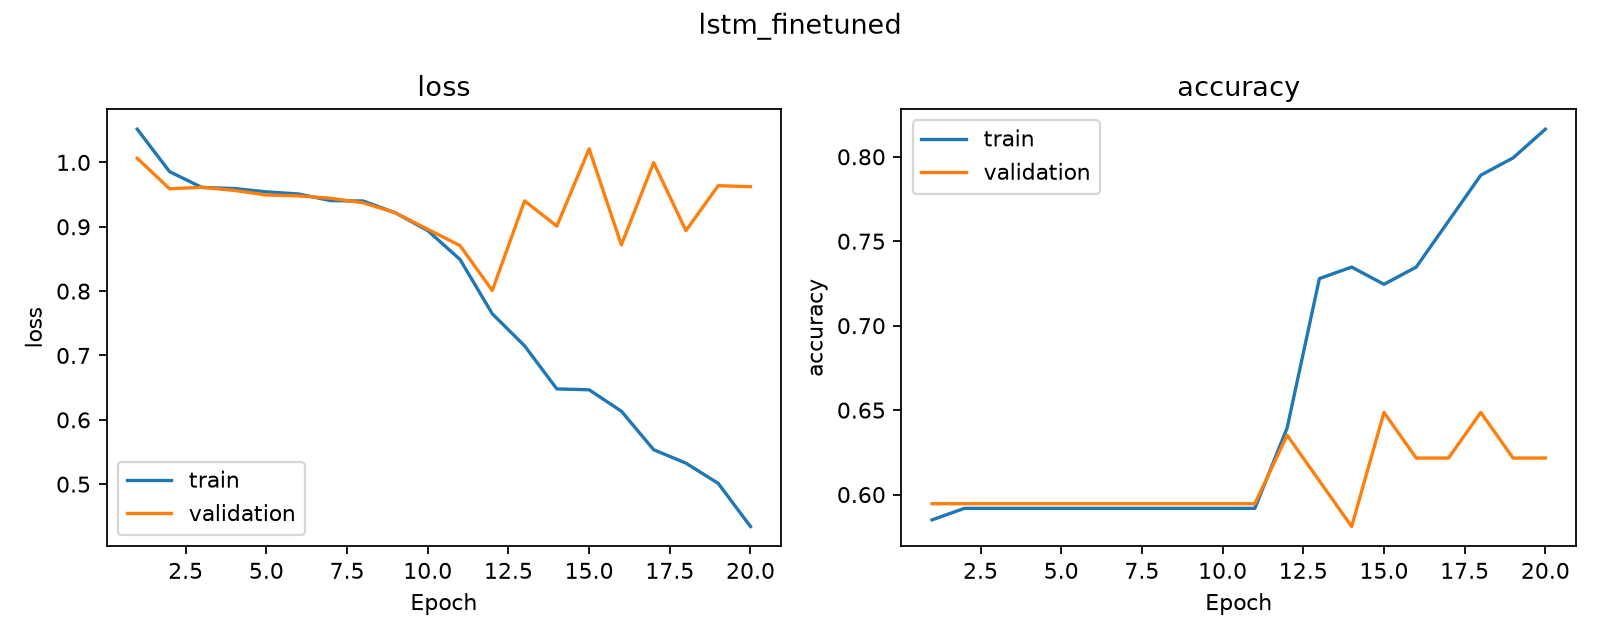 lstm_finetuned
loss
1.0
0.9
0.8
0.7
0.6
0.5
loss
train
validation
2.5 5.0 7.5 10.0 12.5 15.0 17.5 20.0
Epoch
accuracy
0.80
0.75
0.70
0.65
0.60
accuracy
train
validation
2.5 5.0 7.5 10.0 12.5 15.0 17.5 20.0
Epoch